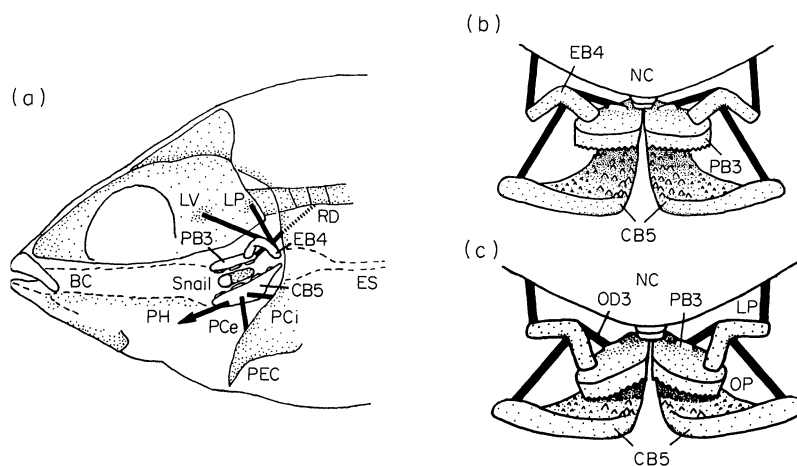 (a)
LV
LP
RD
PB3
EB4
BC
Snail
CB5
ES
PH
PCe
PCi
PEC
(b)
EB4
NC
PB3
CB5
(c)
NC
OD3
PB3
LP
OP
CB5